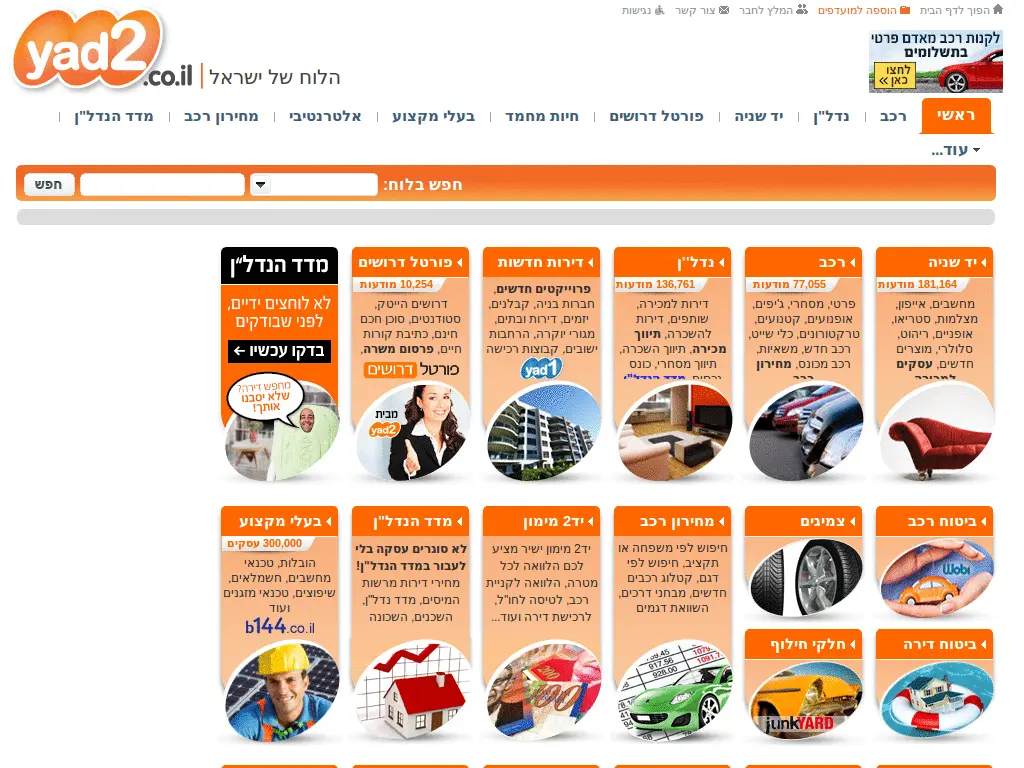 הפוך לדף הבית
הוספה למועדפים
המלץ לחבר
צור קשר
נגישות
yad2.co.il
הלוח של ישראל
לקנות רכב מאדם פרטי
בתשלומים
לחצו
כאן »
ראשי
רכב
נדל"ן
יד שניה
פורטל דרושים
חיות מחמד
בעלי מקצוע
אלטרנטיבי
מחירון רכב
מדד הנדל"ן
עוד...
חפש בלוח:
חפש
יד שניה
181,164 מודעות
מחשבים, אייפון,
מצלמות, סטריאו,
אופניים, ריהוט,
סלולרי, מוצרים
חדשים, עסקים
רכב
77,055 מודעות
פרטי, מסחרי, ג'יפים,
אופנועים, קטנועים,
טרקטורונים, כלי שייט,
רכב חדש, משאיות,
רכב מכונס, מחירון
נדל"ן
136,761 מודעות
דירות למכירה,
שותפים, דירות
להשכרה, תיווך
מכירה, תיווך השכרה,
תיווך מסחרי, כונס
דירות חדשות
פרוייקטים חדשים,
חברות בניה, קבלנים,
יזמים, דירות ובתים,
מגורי יוקרה, הרחבות
ישובים, קבוצות רכישה
yad1
פורטל דרושים
10,254 מודעות
דרושים הייטק,
סטודנטים, סוכן חכם
חינם, כתיבת קורות
חיים, פרסום משרה,
פורטל דרושים
מבית
yad2
מדד הנדל"ן
לא לוחצים ידיים,
לפני שבודקים
בדקו עכשיו
מחפש דירה?
שלא יסבנו
אותך!
ביטוח רכב
Wobi
צמיגים
מחירון רכב
חיפוש לפי משפחה או
תקציב, חיפוש לפי
דגם, קטלוג רכבים
חדשים, מבחני דרכים,
השוואת דגמים
917.56
928.00
1091.7
יד2 מימון
יד2 מימון ישיר מציע
לכם הלוואה לכל
מטרה, הלוואה לקניית
רכב, לטיסה לחו"ל,
לרכישת דירה ועוד...
מדד הנדל"ן
לא סוגרים עסקה בלי
לעבור במדד הנדל"ן!
מחירי דירות מרשות
המיסים, מדד נדל"ן,
השכנים, השכונה
בעלי מקצוע
300,000 עסקים
הובלות, טכנאי
מחשבים, חשמלאים,
שיפוצים, טכנאי מזגנים
ועוד
b144.co.il
ביטוח דירה
חלקי חילוף
junkYARD